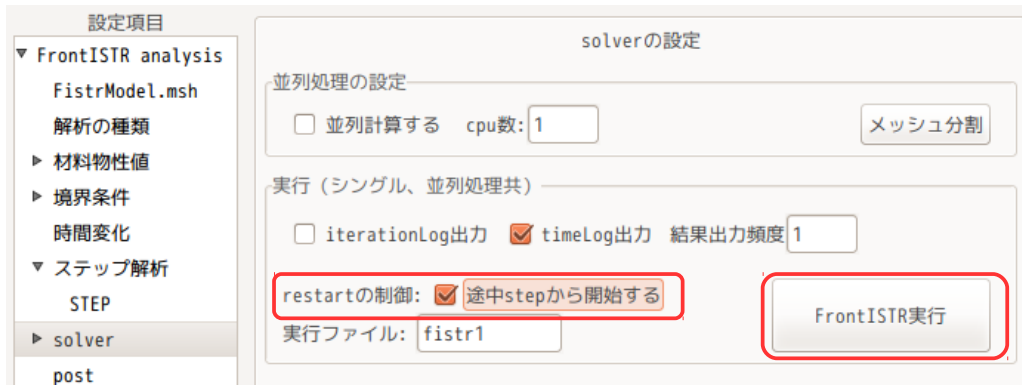 設定項目
▼ FrontISTR analysis
FistrModel.msh
解析の種類
▶ 材料物性値
▶ 境界条件
時間変化
▼ ステップ解析
STEP
▶ solver
post
solverの設定
並列処理の設定
並列計算する cpu数: 1 メッシュ分割
実行（シングル、並列処理共）
iterationLog出力 timeLog出力 結果出力頻度 1
restartの制御: 途中stepから開始する
実行ファイル: fistr1
FrontISTR実行